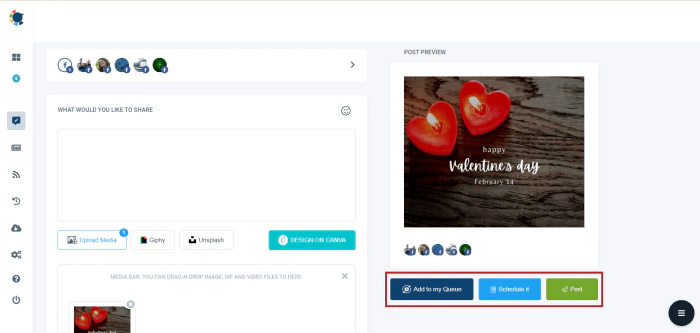 POST PREVIEW
WHAT WOULD YOU LIKE TO SHARE
happy
Valentine's day
February 14
Upload Media
Giphy
Unsplash
DESIGN ON CANVA
MEDIA BAR: YOU CAN DRAG-N-DROP IMAGE, GIF AND VIDEO FILES TO HERE.
Add to my Queue
Schedule it
Post